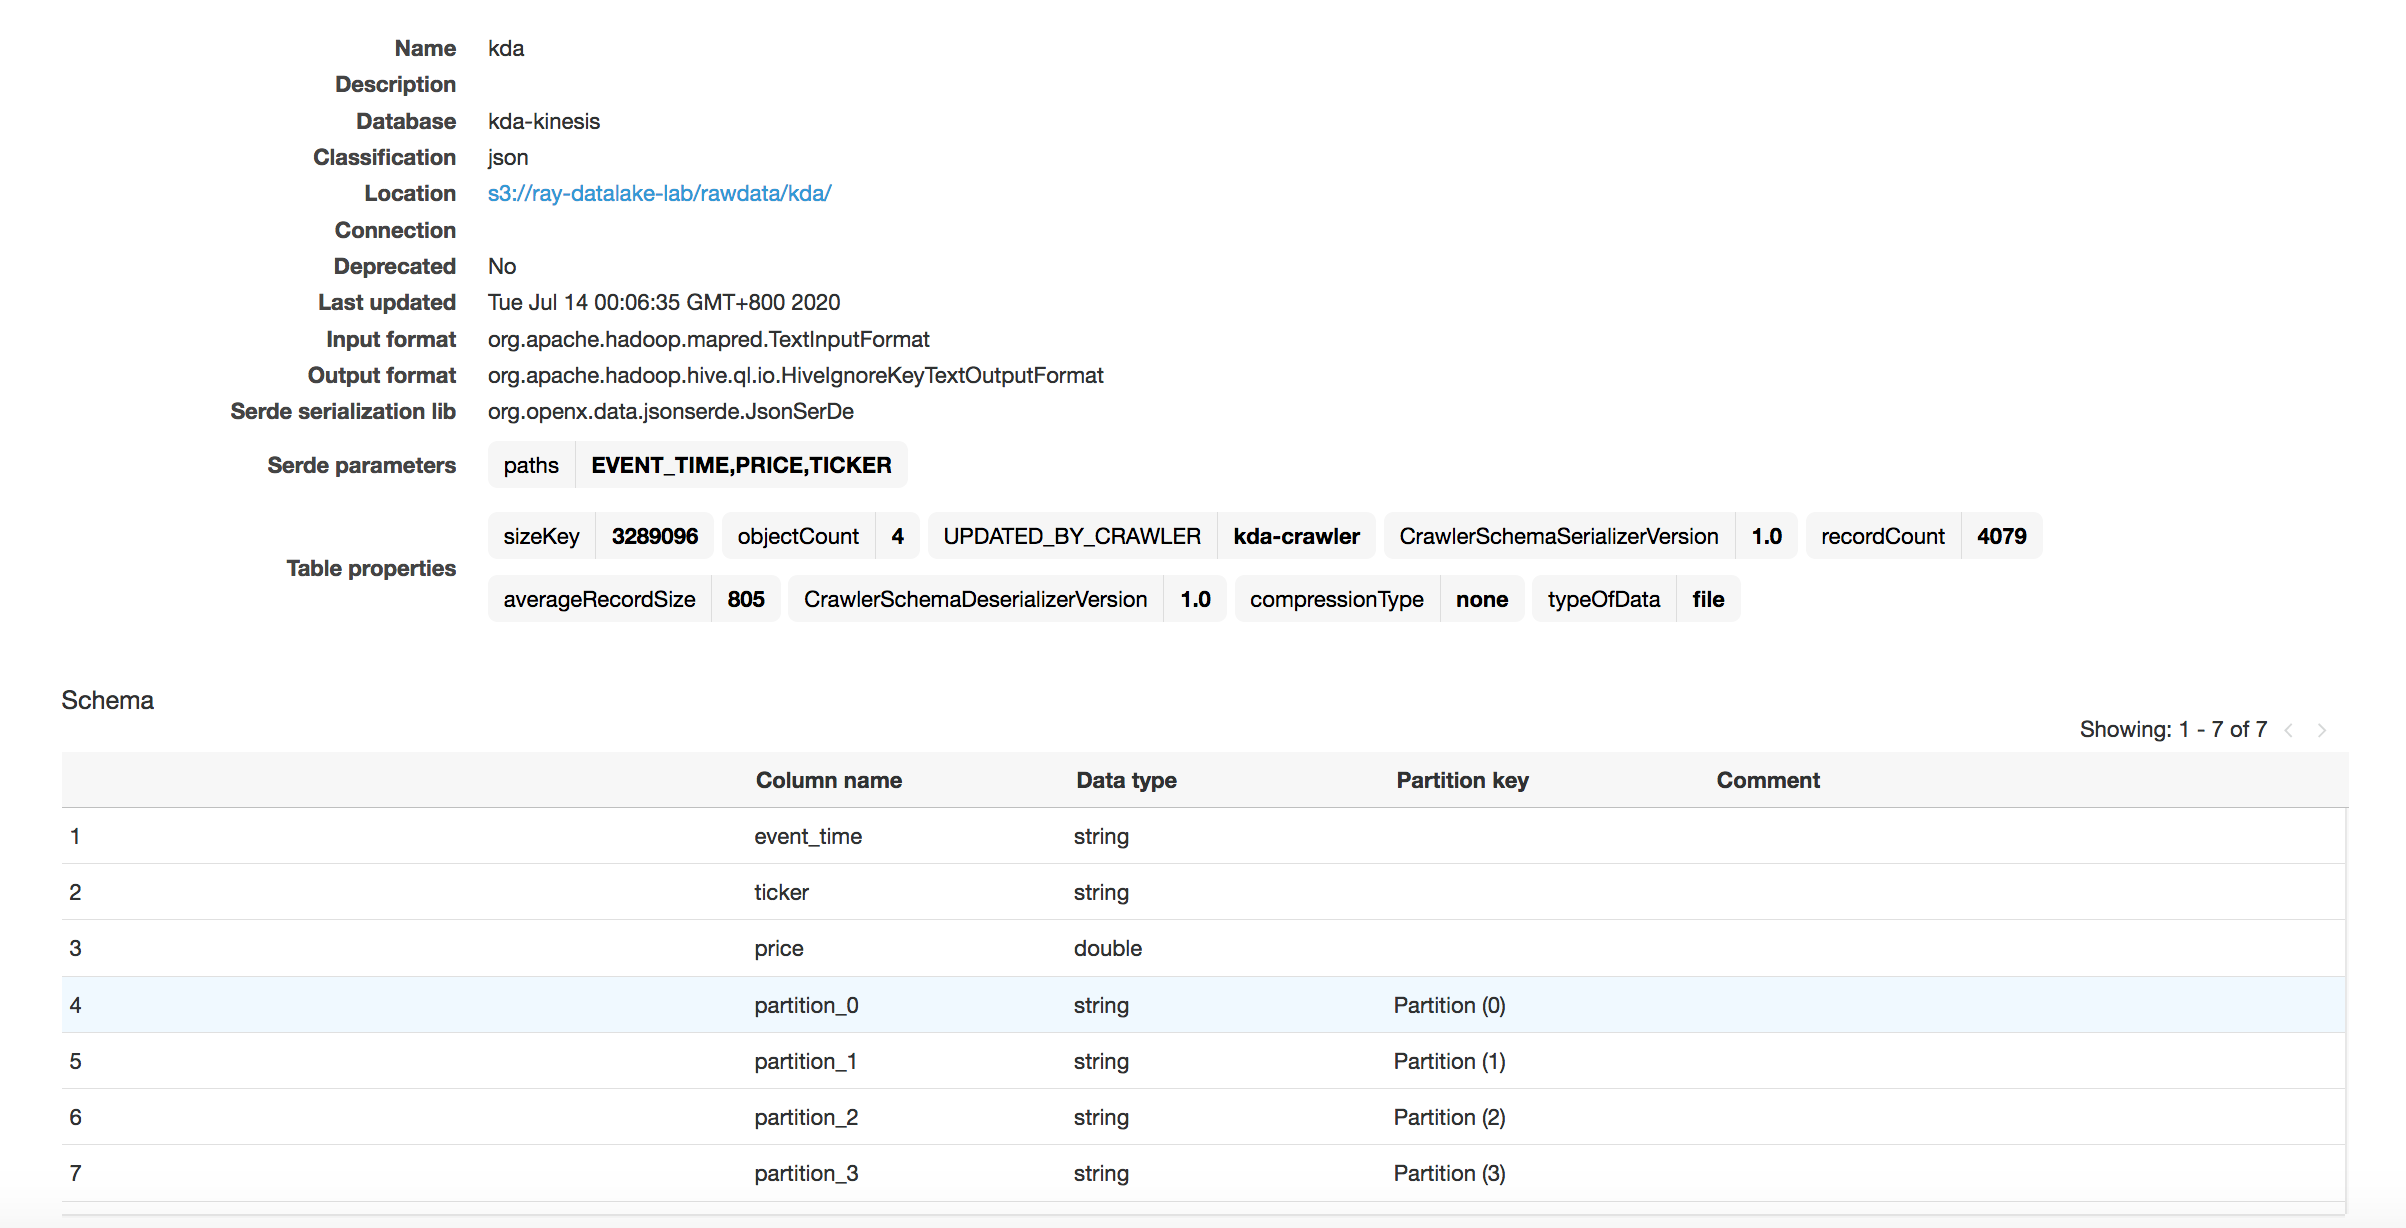 Name kda
Description
Database kda-kinesis
Classification json
Location s3://ray-datalake-lab/rawdata/kda/
Connection
Deprecated No
Last updated Tue Jul 14 00:06:35 GMT+800 2020
Input format org.apache.hadoop.mapred.TextInputFormat
Output format org.apache.hadoop.hive.ql.io.HiveIgnoreKeyTextOutputFormat
Serde serialization lib org.openx.data.jsonserde.JsonSerDe
Serde parameters paths EVENT_TIME,PRICE,TICKER
Table properties
sizeKey 3289096 objectCount 4 UPDATED_BY_CRAWLER kda-crawler CrawlerSchemaSerializerVersion 1.0 recordCount 4079
averageRecordSize 805 CrawlerSchemaDeserializerVersion 1.0 compressionType none typeOfData file
Schema
Showing: 1 - 7 of 7 < >
Column name Data type Partition key Comment
1 event_time string
2 ticker string
3 price double
4 partition_0 string Partition (0)
5 partition_1 string Partition (1)
6 partition_2 string Partition (2)
7 partition_3 string Partition (3)